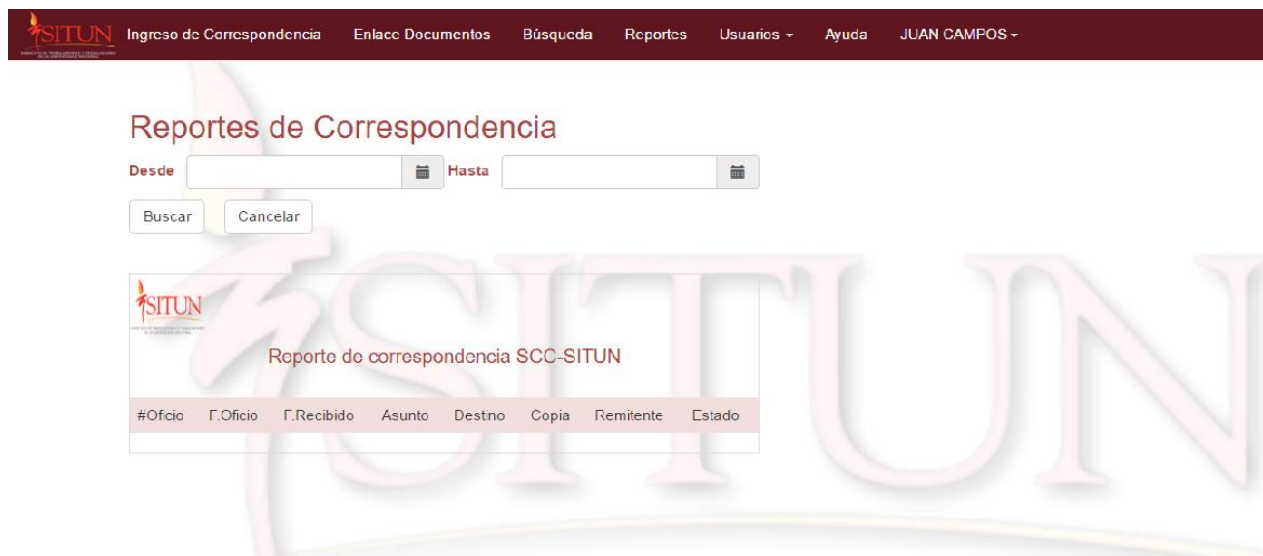 SITUN
Ingreso de Correspondencia Enlace Documentos Búsqueda Reportes Usuarios Ayuda JUAN CAMPOS
Reportes de Correspondencia
Desde Hasta
Buscar Cancelar
SITUN
Reporte de correspondencia SCC-SITUN
#Oficio F.Oficio F.Recibido Asunto Destino Copia Remitente Estado
SITUN